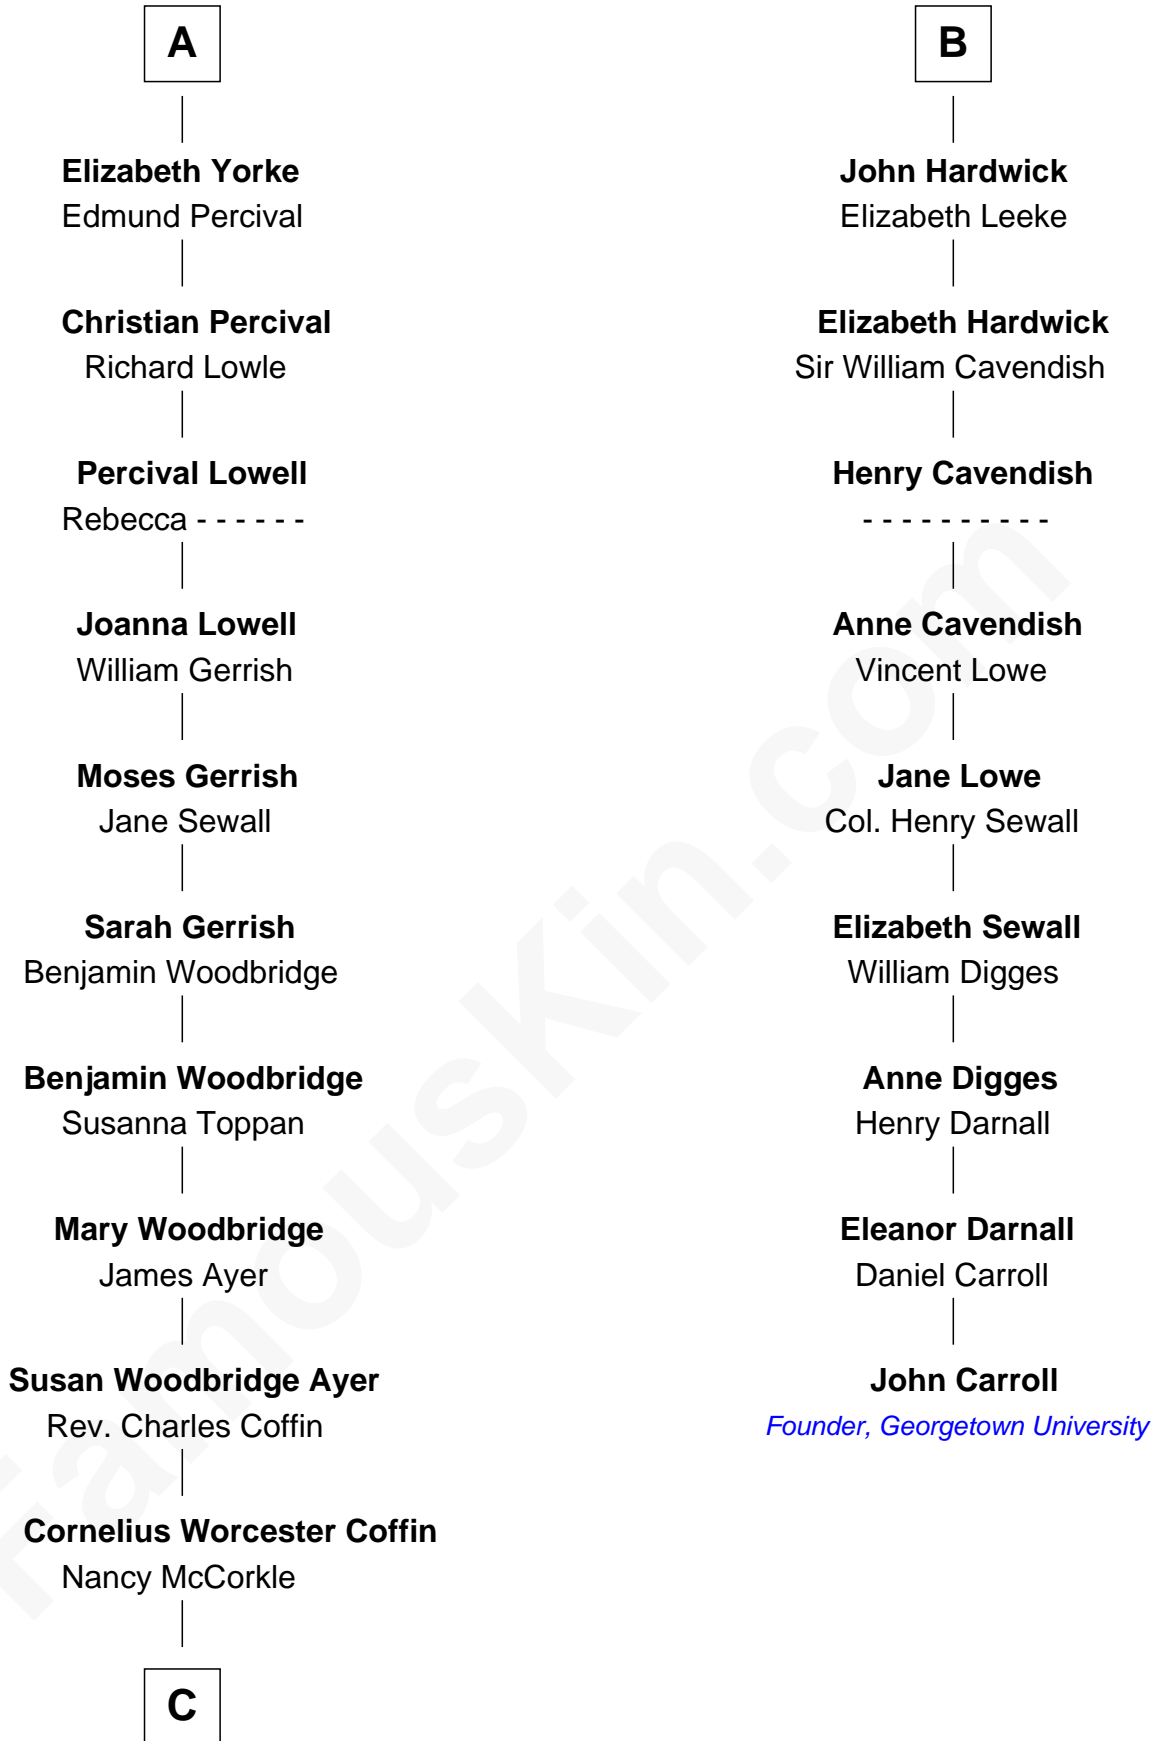 A
Elizabeth Yorke
Edmund Percival
Christian Percival
Richard Lowle
Percival Lowell
Rebecca - - - - - -
Joanna Lowell
William Gerrish
Moses Gerrish
Jane Sewall
Sarah Gerrish
Benjamin Woodbridge
Benjamin Woodbridge
Susanna Toppan
Mary Woodbridge
James Ayer
Susan Woodbridge Ayer
Rev. Charles Coffin
Cornelius Worcester Coffin
Nancy McCorkle
C
B
John Hardwick
Elizabeth Leeke
Elizabeth Hardwick
Sir William Cavendish
Henry Cavendish
- - - - - - - - - -
Anne Cavendish
Vincent Lowe
Jane Lowe
Col. Henry Sewall
Elizabeth Sewall
William Digges
Anne Digges
Henry Darnall
Eleanor Darnall
Daniel Carroll
John Carroll
Founder, Georgetown University
FamousKin.com